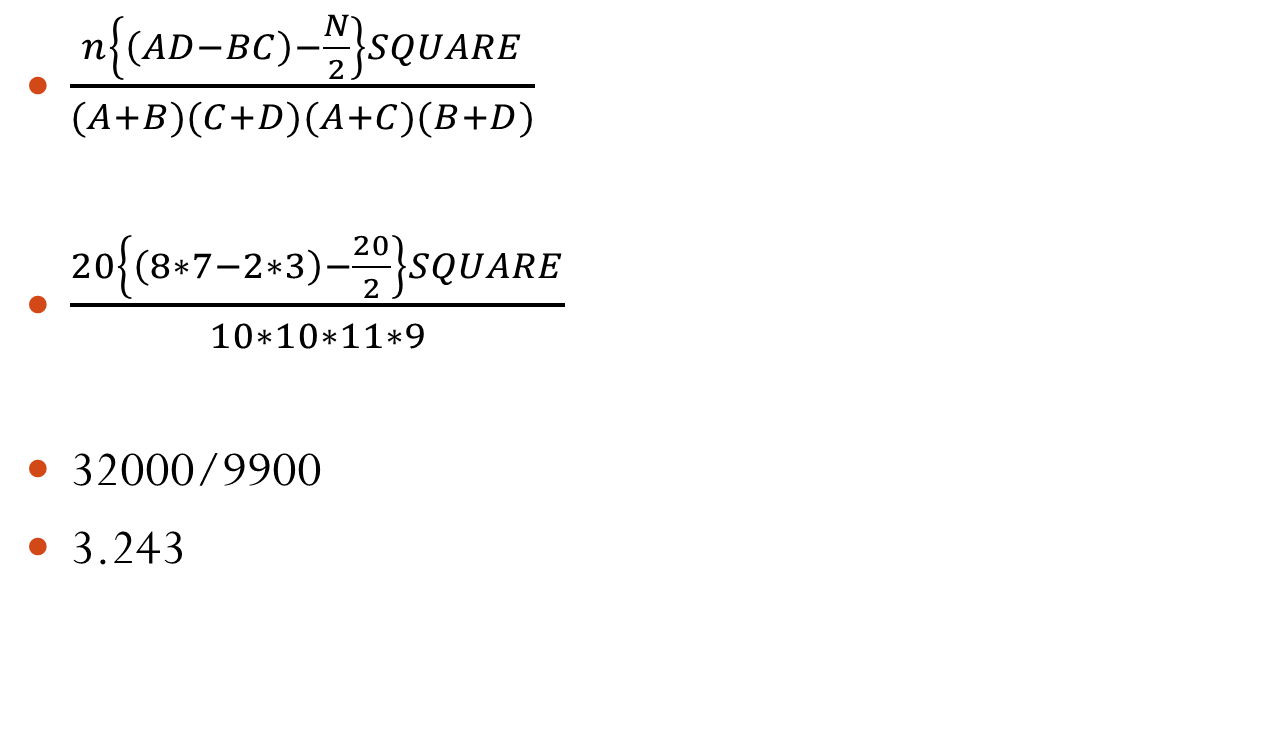 • n{(AD−BC)−N/2}SQUARE
(A+B)(C+D)(A+C)(B+D)
• 20{(8∗7−2∗3)−20/2}SQUARE
10∗10∗11∗9
• 32000/9900
• 3.243